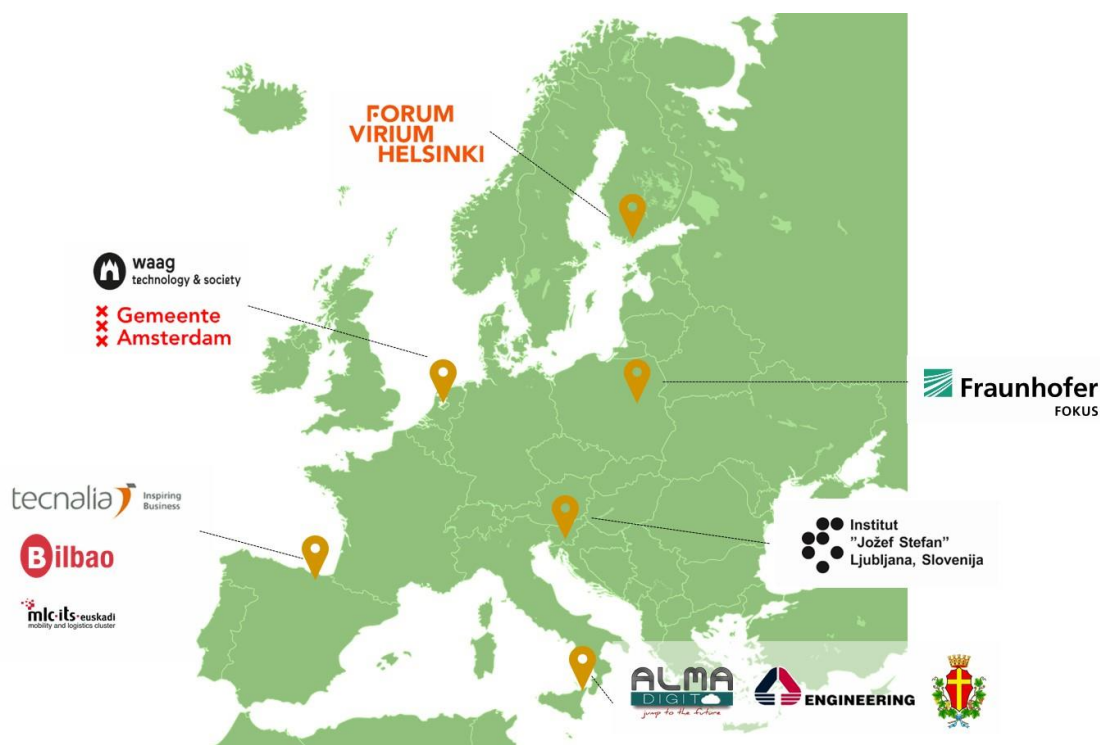 FORUM
VIRIUM
HELSINKI
waag
technology & society
Gemeente
Amsterdam
Fraunhofer
FOKUS
tecnalia Inspiring
Business
Bilbao
mlc-its-euskadi
mobility and logistics cluster
Institut
"Jožef Stefan"
Ljubljana, Slovenija
ALMA
DIGIT
jump to the future
ENGINEERING